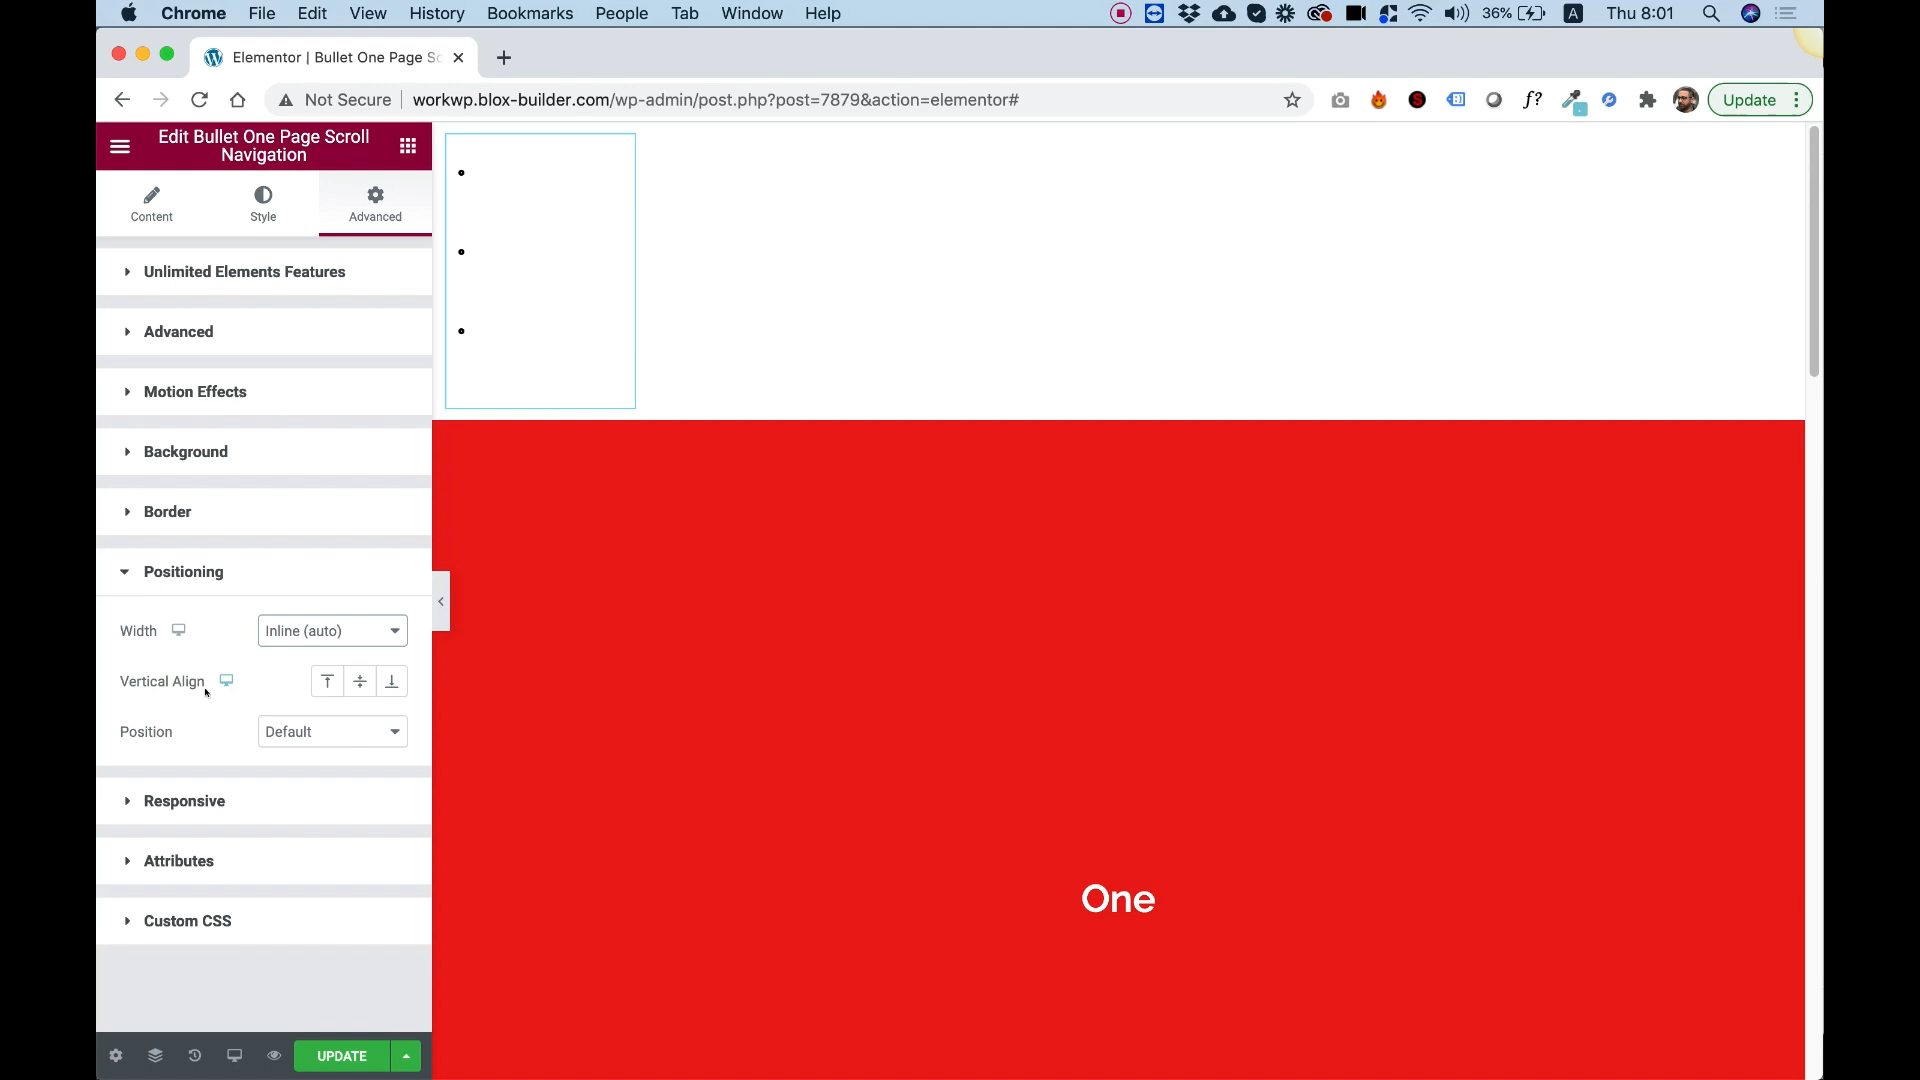 Chrome File Edit View History Bookmarks People Tab Window Help 36% A Thu 8:01
Elementor | Bullet One Page Sc
Not Secure workwp.blox-builder.com/wp-admin/post.php?post=7879&action=elementor# S f? Update
Edit Bullet One Page Scroll
Navigation
Content Style Advanced
Unlimited Elements Features
Advanced
Motion Effects
Background
Border
Positioning
Width Inline (auto)
Vertical Align
Position Default
Responsive
Attributes
Custom CSS
UPDATE
One